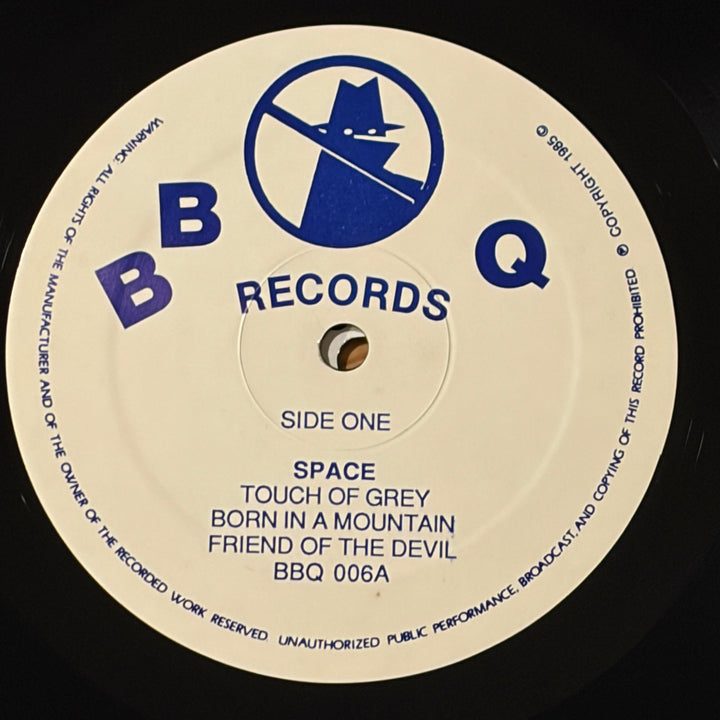 BBQ
RECORDS
SIDE ONE
SPACE
TOUCH OF GREY
BORN IN A MOUNTAIN
FRIEND OF THE DEVIL
BBQ 006A
WARNING: ALL RIGHTS OF THE MANUFACTURER AND OF THE OWNER OF THE RECORDED WORK RESERVED. UNAUTHORIZED PUBLIC PERFORMANCE, BROADCAST, AND COPYING OF THIS RECORD PROHIBITED ℗ COPYRIGHT 1985 ©